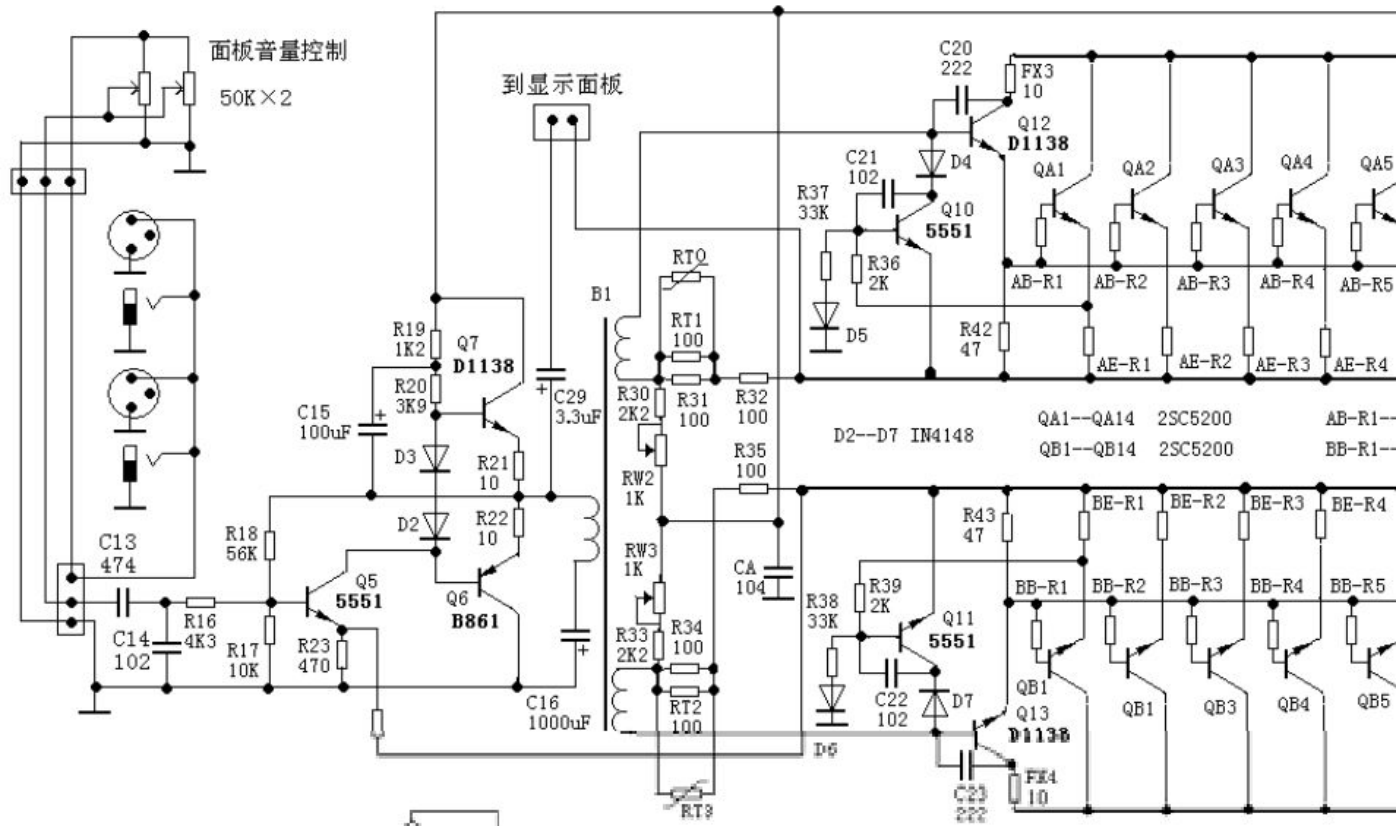 面板音量控制
50K×2
到显示面板
C20
222
FX3
10
Q12
D1138
C21
102
D4
R37
33K
Q10
5551
R36
2K
D5
QA1
QA2
QA3
QA4
QA5
AB-R1
AB-R2
AB-R3
AB-R4
AB-R5
R42
47
AE-R1
AE-R2
AE-R3
AE-R4
RT0
B1
RT1
100
R19
1K2
Q7
D1138
R20
3K9
C15
100uF
C29
3.3uF
R30
2K2
R31
100
R32
100
D2--D7 IN4148
QA1--QA14 2SC5200
AB-R1--
QB1--QB14 2SC5200
BB-R1--
D3
R21
10
RW2
1K
R35
100
D2
R22
10
R18
56K
C13
474
Q5
5551
Q6
B861
RW3
1K
CA
104
R43
47
BE-R1
BE-R2
BE-R3
BE-R4
BB-R1
BB-R2
BB-R3
BB-R4
BB-R5
R38
33K
R39
2K
Q11
5551
C14
102
R16
4K3
R17
10K
R23
470
R33
2K2
R34
100
C16
1000uF
RT2
100
C22
102
D7
D6
Q13
D1138
QB1
QB1
QB3
QB4
QB5
C23
222
FX4
10
RT3